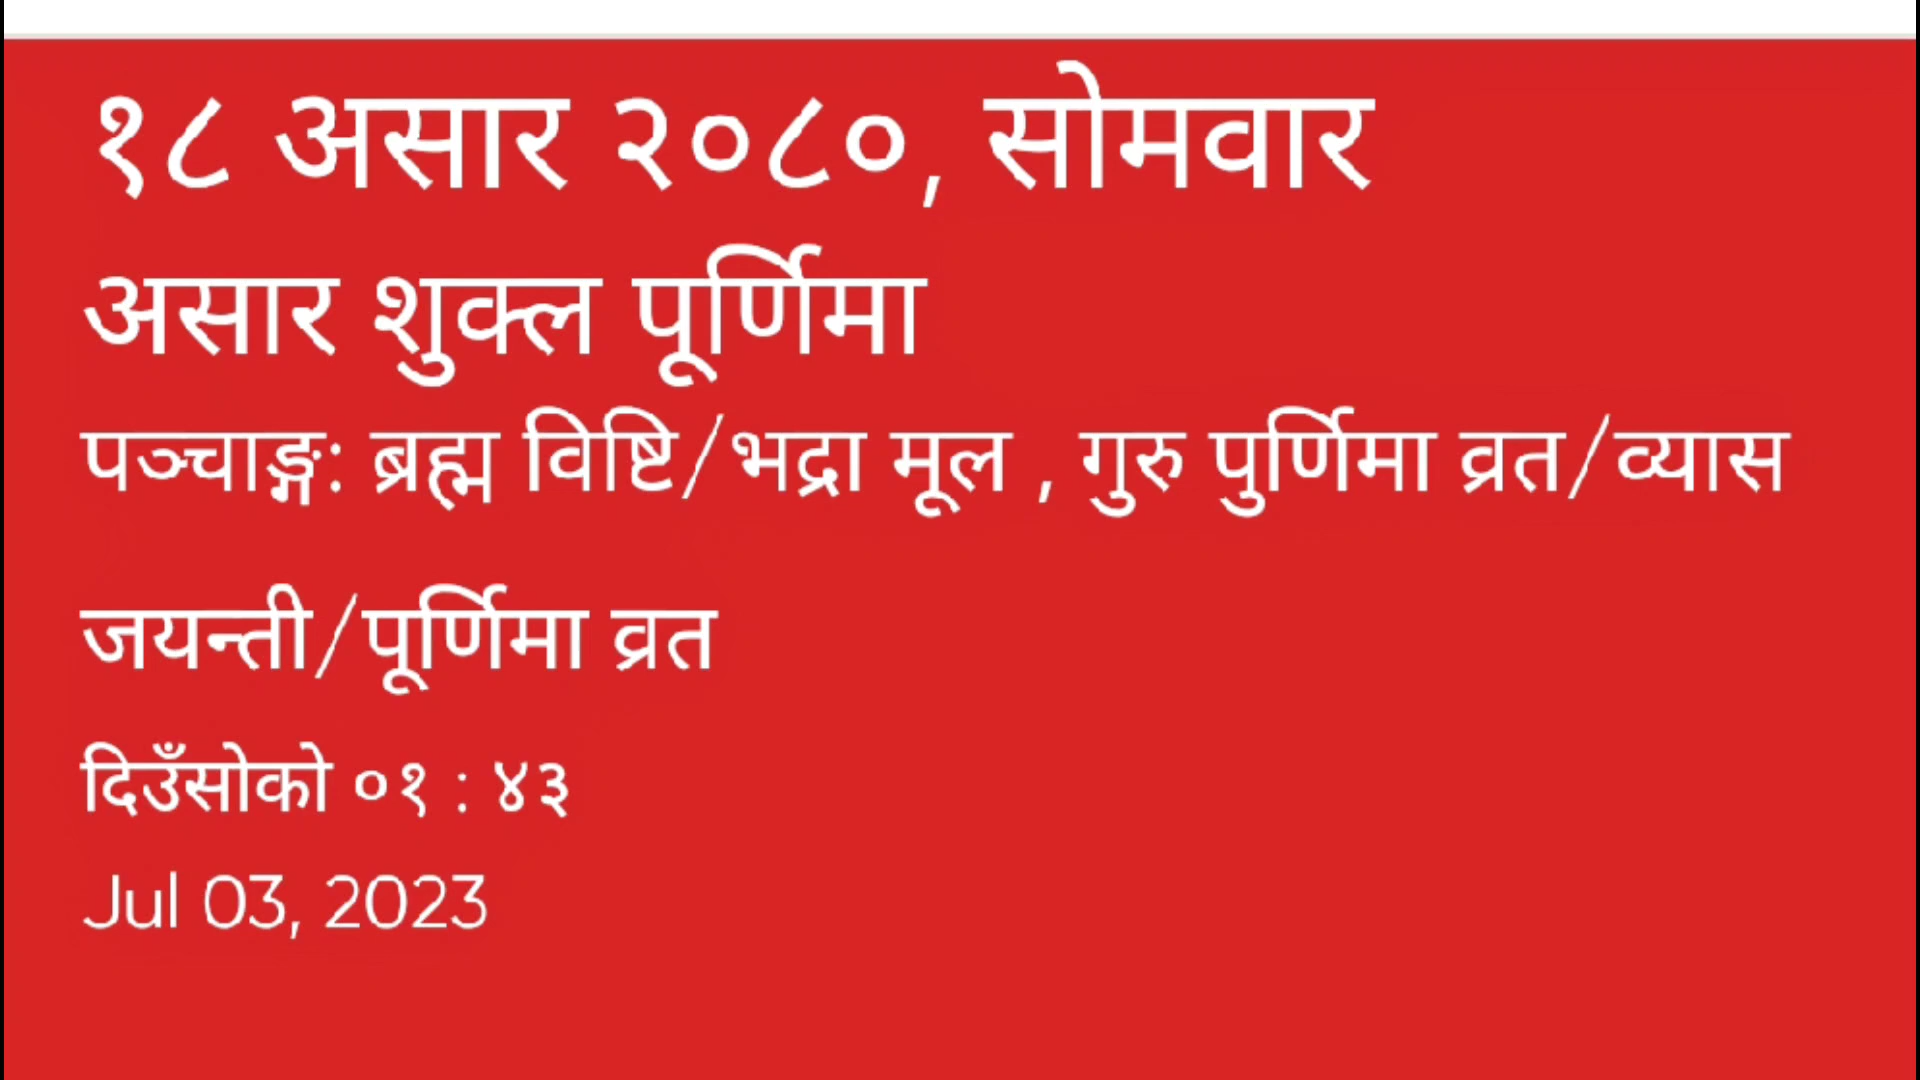 १८ असार २०८०, सोमवार
असार शुक्ल पूर्णिमा
पञ्चाङ्ग: ब्रह्म विष्टि/भद्रा मूल , गुरु पुर्णिमा व्रत/व्यास
जयन्ती/पूर्णिमा व्रत
दिउँसोको ०१ : ४३
Jul 03, 2023